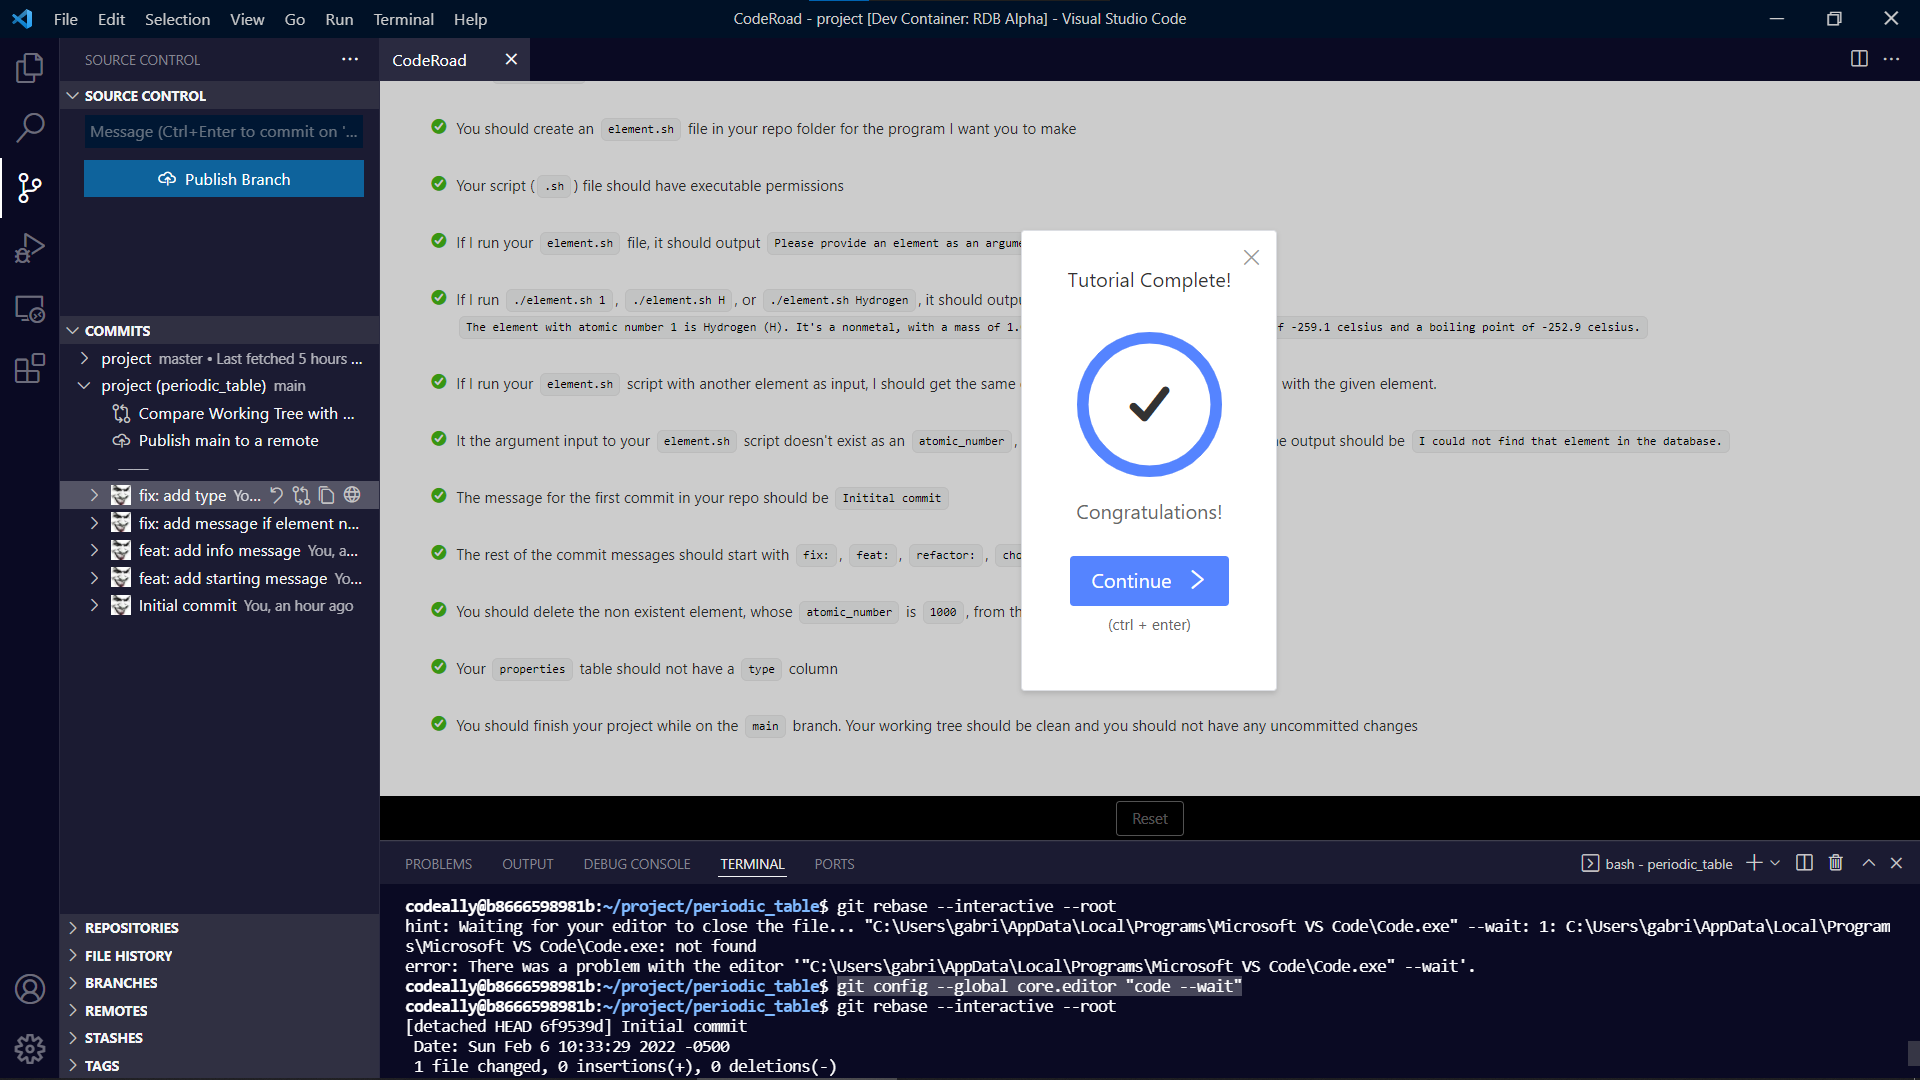 File Edit Selection View Go Run Terminal Help
CodeRoad - project [Dev Container: RDB Alpha] - Visual Studio Code
SOURCE CONTROL
CodeRoad
SOURCE CONTROL
Message (Ctrl+Enter to commit on '...
Publish Branch
COMMITS
project master • Last fetched 5 hours ...
project (periodic_table) main
Compare Working Tree with ...
Publish main to a remote
fix: add type Yo...
fix: add message if element n...
feat: add info message You, a...
feat: add starting message Yo...
Initial commit You, an hour ago
REPOSITORIES
FILE HISTORY
BRANCHES
REMOTES
STASHES
TAGS
You should create an element.sh file in your repo folder for the program I want you to make
Your script ( .sh ) file should have executable permissions
If I run your element.sh file, it should output Please provide an element as an argume
If I run ./element.sh 1 , ./element.sh H , or ./element.sh Hydrogen , it should outpu
The element with atomic number 1 is Hydrogen (H). It's a nonmetal, with a mass of 1. f -259.1 celsius and a boiling point of -252.9 celsius.
If I run your element.sh script with another element as input, I should get the same with the given element.
It the argument input to your element.sh script doesn't exist as an atomic_number , e output should be I could not find that element in the database.
The message for the first commit in your repo should be Initital commit
The rest of the commit messages should start with fix: , feat: , refactor: , cho
You should delete the non existent element, whose atomic_number is 1000 , from th
Your properties table should not have a type column
You should finish your project while on the main branch. Your working tree should be clean and you should not have any uncommitted changes
Tutorial Complete!
Congratulations!
Continue
(ctrl + enter)
Reset
PROBLEMS OUTPUT DEBUG CONSOLE TERMINAL PORTS
bash - periodic_table
codeally@b8666598981b:~/project/periodic_table$ git rebase --interactive --root
hint: Waiting for your editor to close the file... "C:\Users\gabri\AppData\Local\Programs\Microsoft VS Code\Code.exe" --wait: 1: C:\Users\gabri\AppData\Local\Program
s\Microsoft VS Code\Code.exe: not found
error: There was a problem with the editor '"C:\Users\gabri\AppData\Local\Programs\Microsoft VS Code\Code.exe" --wait'.
codeally@b8666598981b:~/project/periodic_table$ git config --global core.editor "code --wait"
codeally@b8666598981b:~/project/periodic_table$ git rebase --interactive --root
[detached HEAD 6f9539d] Initial commit
Date: Sun Feb 6 10:33:29 2022 -0500
1 file changed, 0 insertions(+), 0 deletions(-)